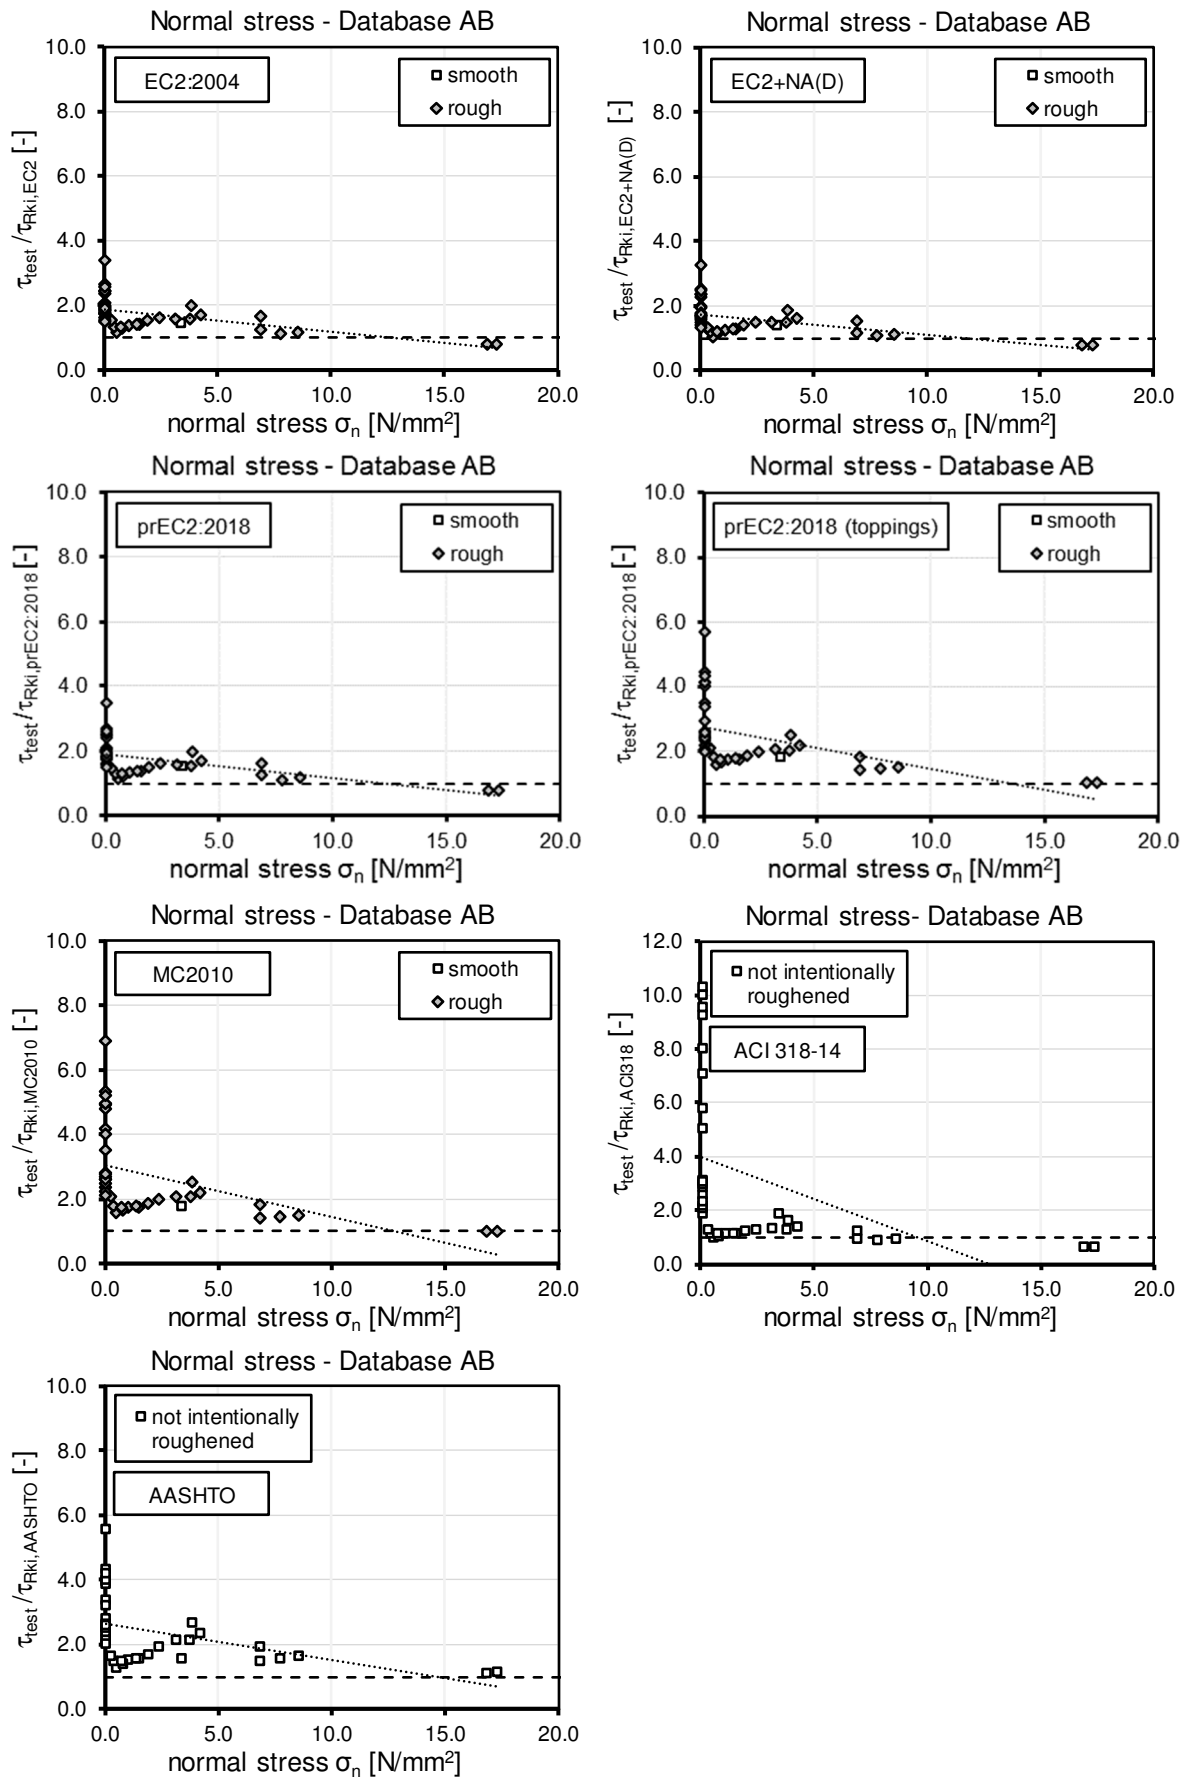 Normal stress - Database AB
EC2:2004
smooth
rough
10.0
8.0
6.0
4.0
2.0
0.0
τtest/τRki,EC2 [-]
0.0 5.0 10.0 15.0 20.0
normal stress σn [N/mm²]
Normal stress - Database AB
EC2+NA(D)
smooth
rough
10.0
8.0
6.0
4.0
2.0
0.0
τtest/τRki,EC2+NA(D) [-]
0.0 5.0 10.0 15.0 20.0
normal stress σn [N/mm²]
Normal stress - Database AB
prEC2:2018
smooth
rough
10.0
8.0
6.0
4.0
2.0
0.0
τtest/τRki,prEC2:2018 [-]
0.0 5.0 10.0 15.0 20.0
normal stress σn [N/mm²]
Normal stress - Database AB
prEC2:2018 (toppings)
smooth
rough
10.0
8.0
6.0
4.0
2.0
0.0
τtest/τRki,prEC2:2018 [-]
0.0 5.0 10.0 15.0 20.0
normal stress σn [N/mm²]
Normal stress - Database AB
MC2010
smooth
rough
10.0
8.0
6.0
4.0
2.0
0.0
τtest/τRki,MC2010 [-]
0.0 5.0 10.0 15.0 20.0
normal stress σn [N/mm²]
Normal stress- Database AB
not intentionally
roughened
ACI 318-14
12.0
10.0
8.0
6.0
4.0
2.0
0.0
τtest/τRki,ACI318 [-]
0.0 5.0 10.0 15.0 20.0
normal stress σn [N/mm²]
Normal stress - Database AB
not intentionally
roughened
AASHTO
10.0
8.0
6.0
4.0
2.0
0.0
τtest/τRki,AASHTO [-]
0.0 5.0 10.0 15.0 20.0
normal stress σn [N/mm²]